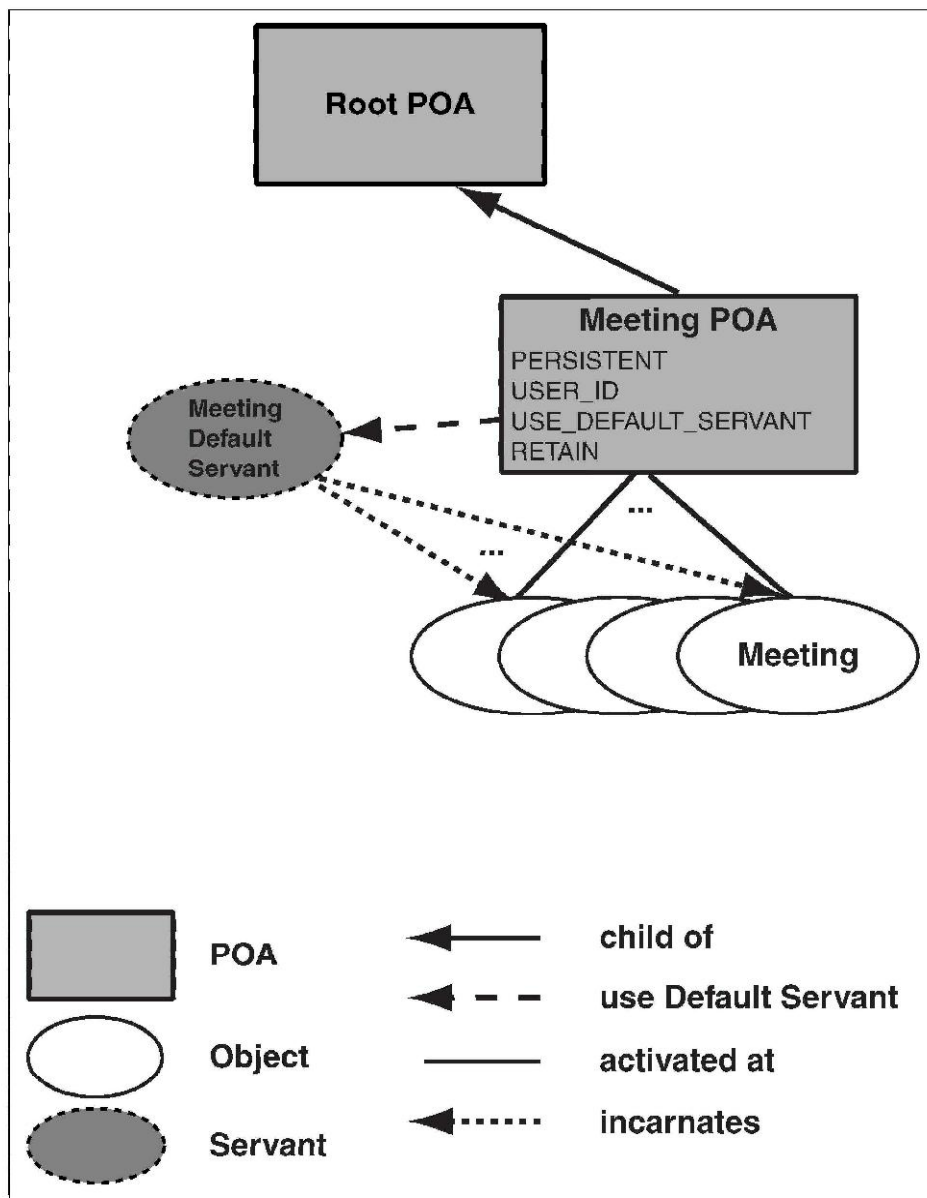 Root POA
Meeting POA
PERSISTENT
USER_ID
USE_DEFAULT_SERVANT
RETAIN
Meeting
Default
Servant
...
...
Meeting
POA
child of
use Default Servant
Object
activated at
incarnates
Servant